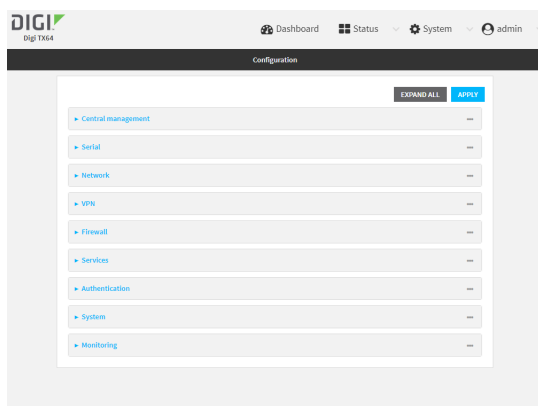 DIGI.
Digi TX64
Dashboard
Status
System
admin
Configuration
EXPAND ALL
APPLY
Central management
Serial
Network
VPN
Firewall
Services
Authentication
System
Monitoring